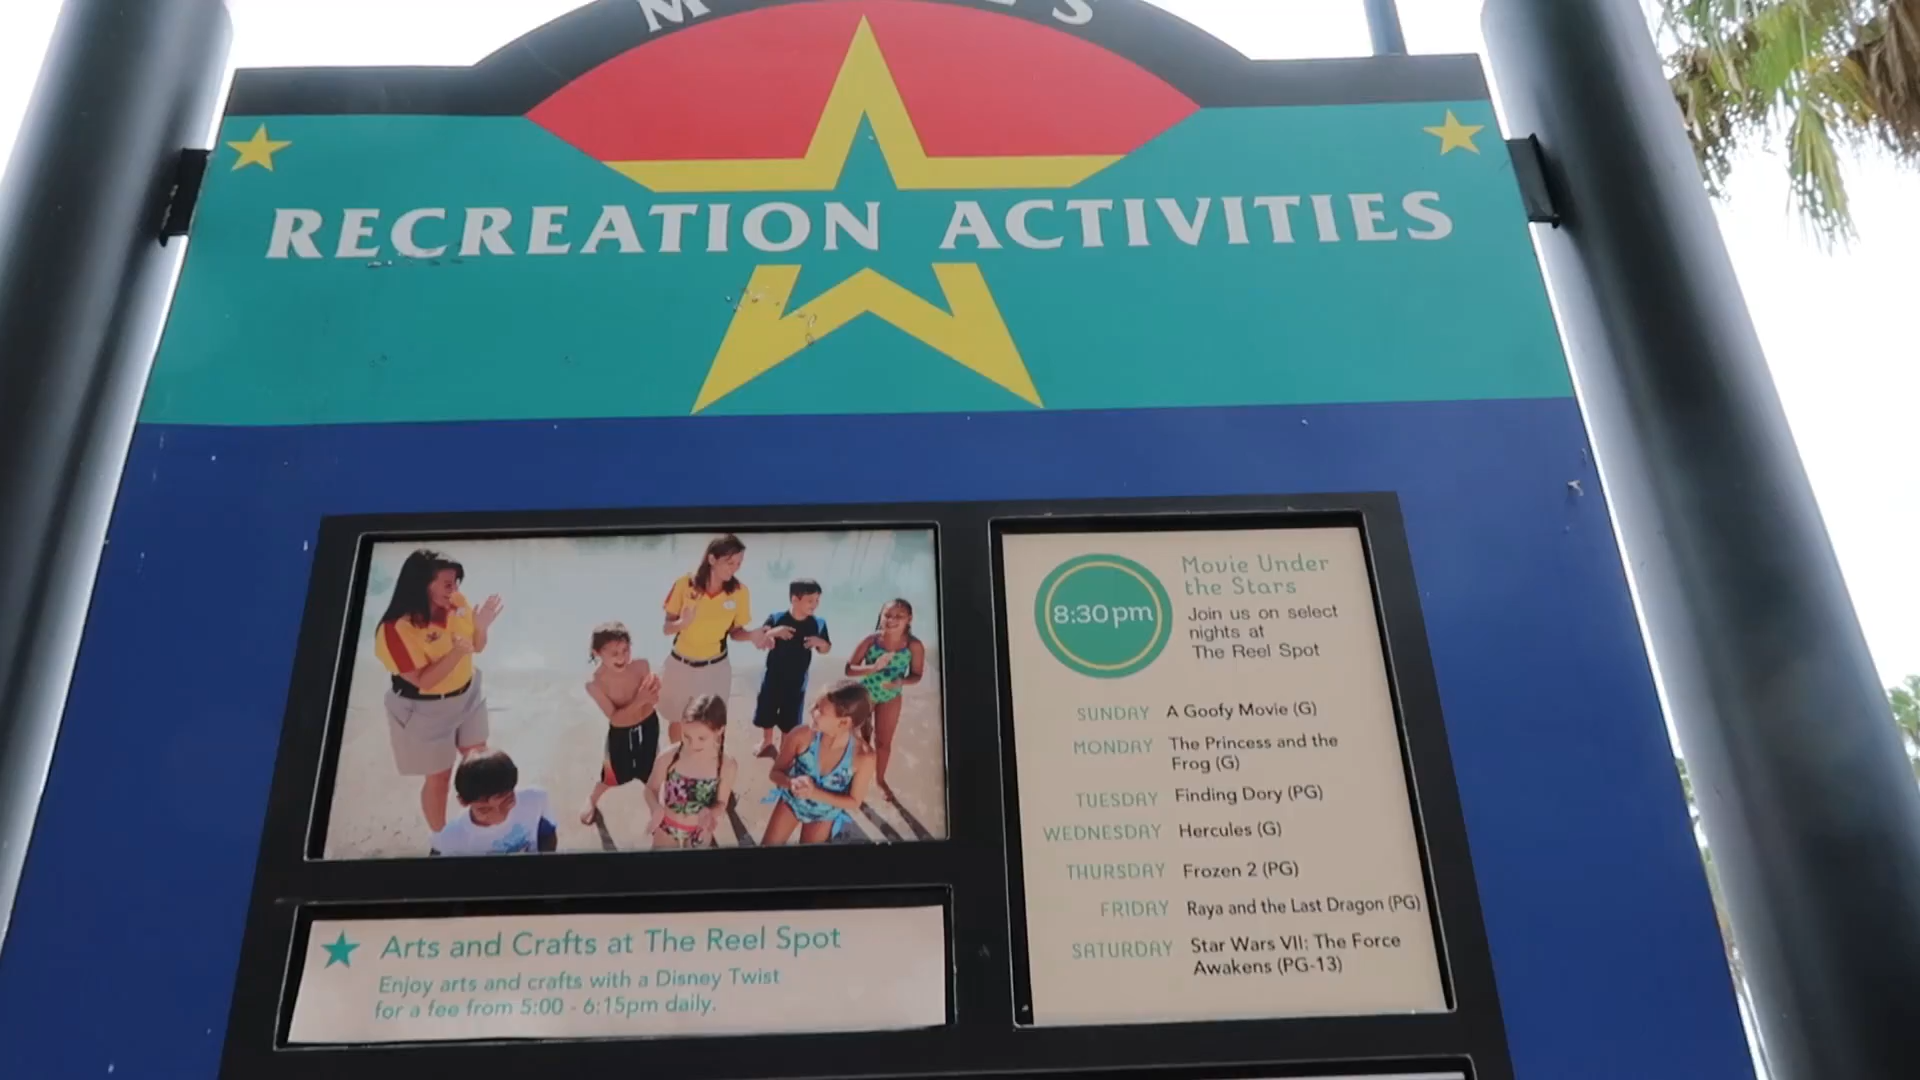 RECREATION ACTIVITIES
8:30pm
Movie Under
the Stars
Join us on select
nights at
The Reel Spot
SUNDAY A Goofy Movie (G)
MONDAY The Princess and the
Frog (G)
TUESDAY Finding Dory (PG)
WEDNESDAY Hercules (G)
THURSDAY Frozen 2 (PG)
FRIDAY Raya and the Last Dragon (PG)
SATURDAY Star Wars VII: The Force
Awakens (PG-13)
Arts and Crafts at The Reel Spot
Enjoy arts and crafts with a Disney Twist
for a fee from 5:00 - 6:15pm daily.